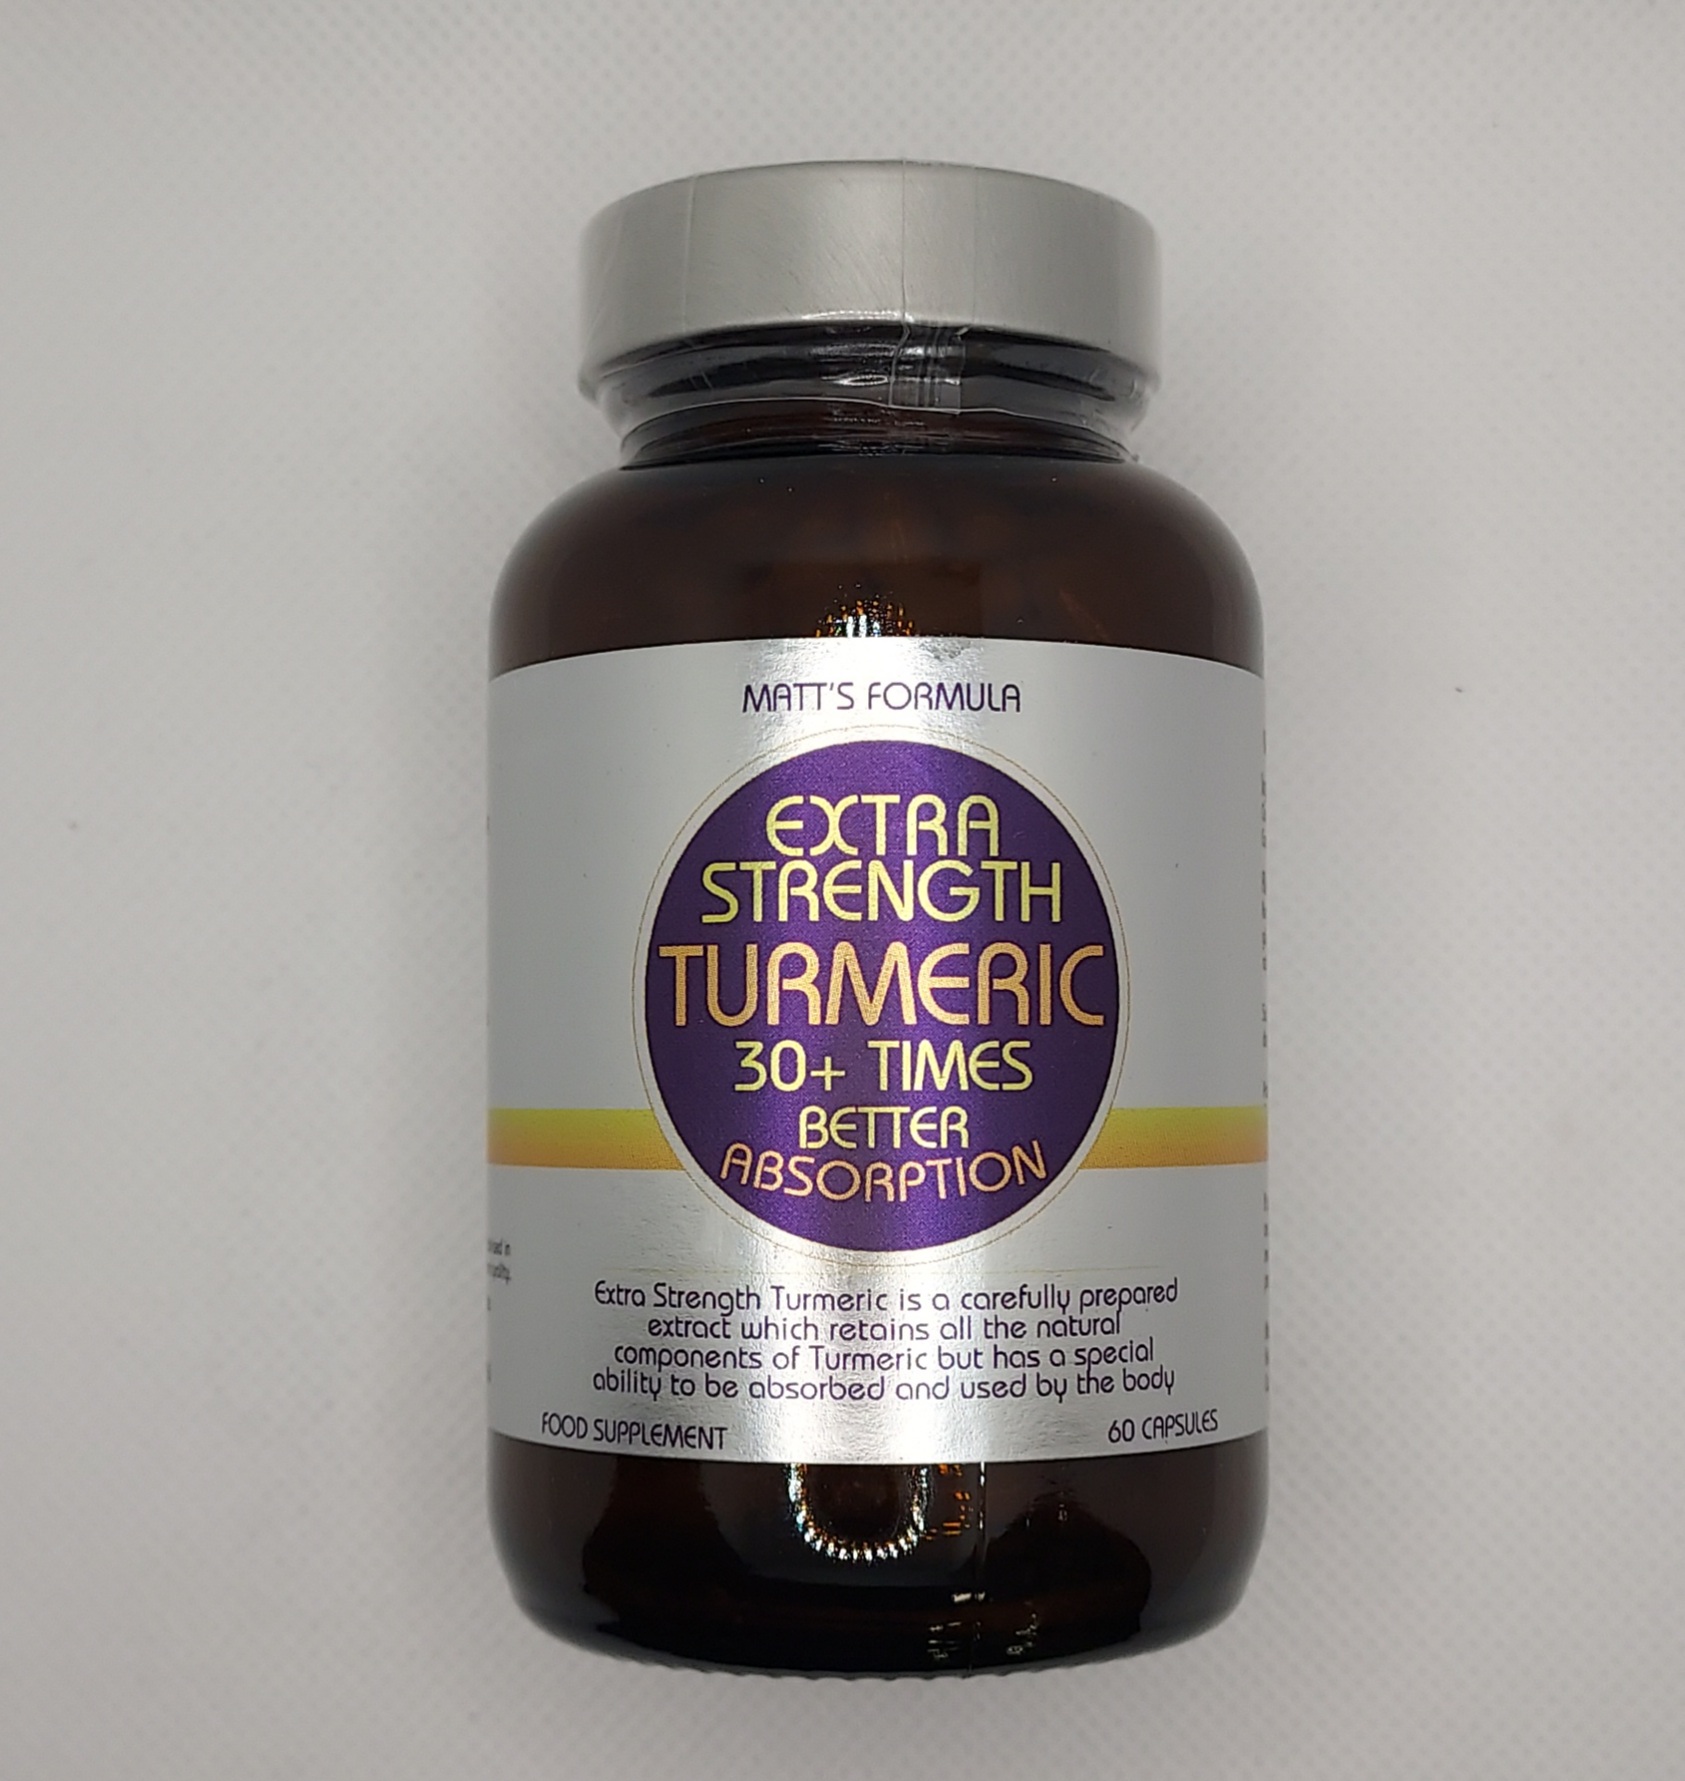 MATT'S FORMULA
EXTRA
STRENGTH
TURMERIC
30+ TIMES
BETTER
ABSORPTION
Extra Strength Turmeric is a carefully prepared
extract which retains all the natural
components of Turmeric but has a special
ability to be absorbed and used by the body
FOOD SUPPLEMENT
60 CAPSULES